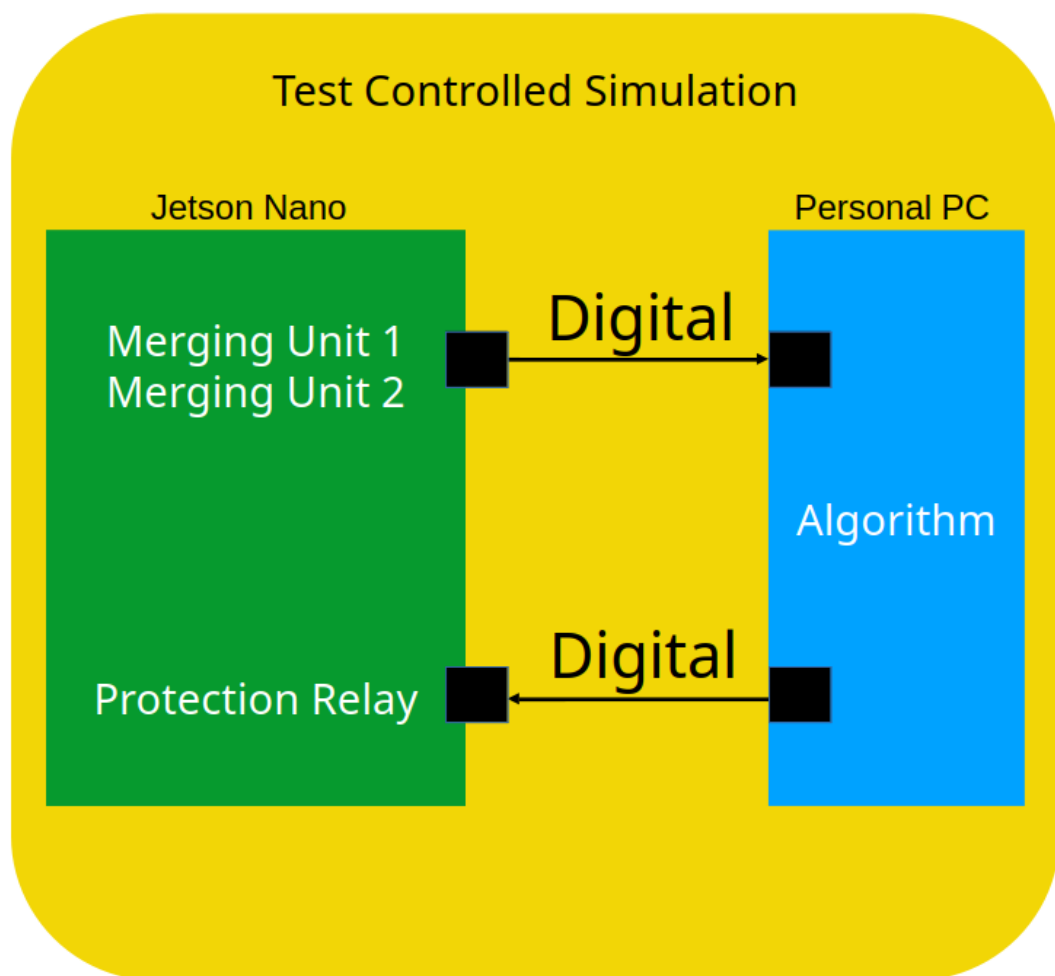 Test Controlled Simulation
Jetson Nano
Personal PC
Merging Unit 1
Merging Unit 2
Digital
Algorithm
Digital
Protection Relay